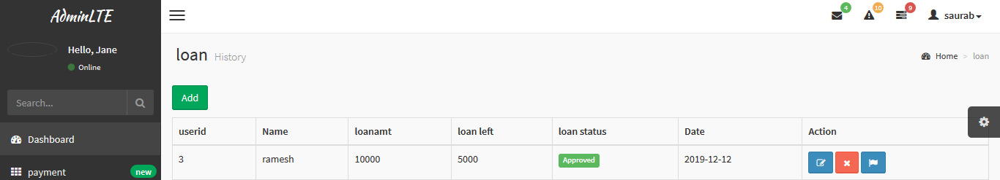 AdminLTE
4 10 9 saurab
Hello, Jane
Online
Search...
Dashboard
payment new
loan History
Home > loan
Add
userid Name loanamt loan left loan status Date Action
3 ramesh 10000 5000 Approved 2019-12-12